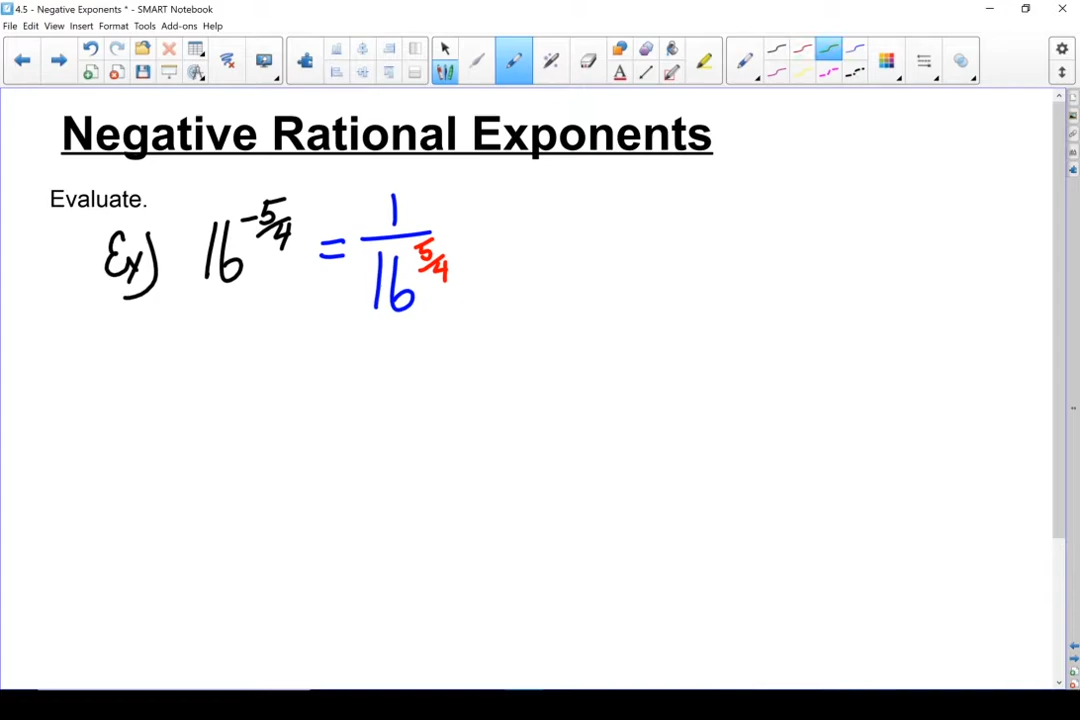 4.5 - Negative Exponents * - SMART Notebook
File Edit View Insert Format Tools Add-ons Help
Negative Rational Exponents
Evaluate.
Ex) 16^(-5/4) = 1/16^(5/4)